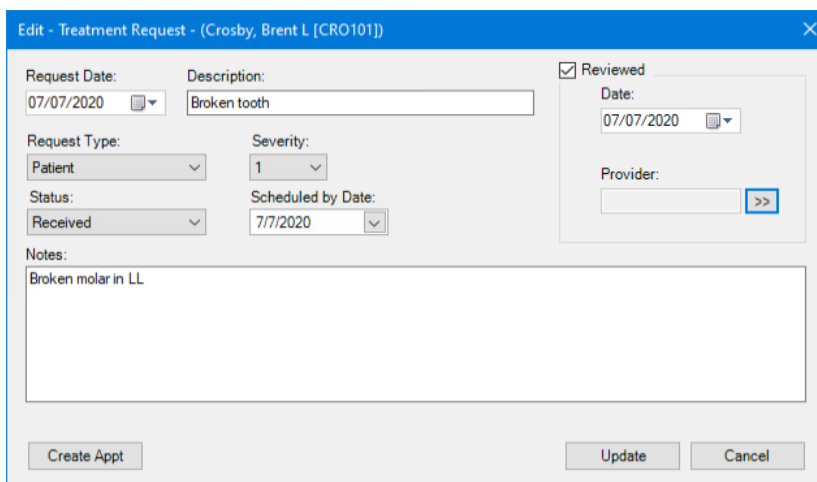 Edit - Treatment Request - (Crosby, Brent L [CRO101])
Request Date:
Description:
Reviewed
07/07/2020
Broken tooth
Date:
07/07/2020
Request Type:
Severity:
Patient
1
Provider:
>>
Status:
Scheduled by Date:
Received
7/7/2020
Notes:
Broken molar in LL
Create Appt
Update
Cancel